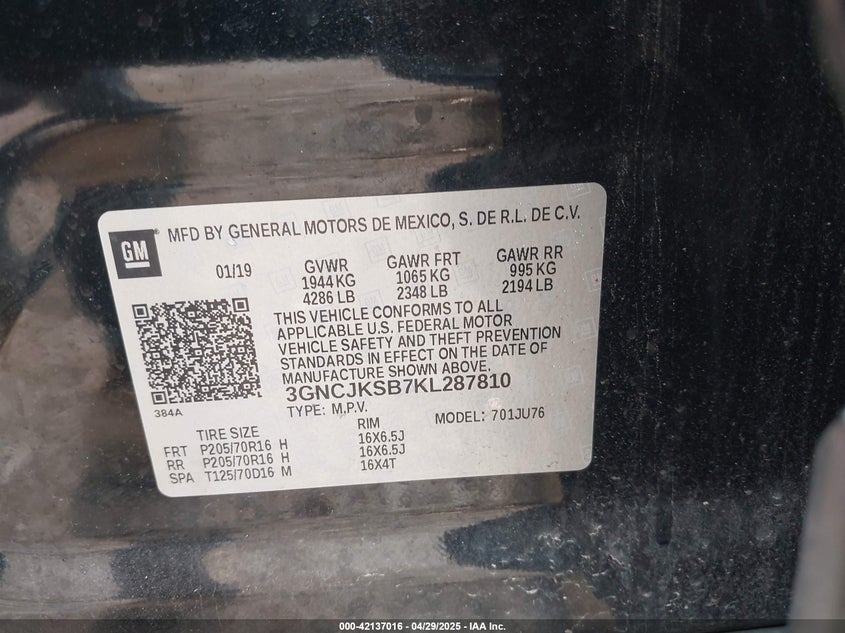 GM
MFD BY GENERAL MOTORS DE MEXICO, S. DE R.L. DE C.V.
01/19 GVWR GAWR FRT GAWR RR
1944 KG 1065 KG 995 KG
4286 LB 2348 LB 2194 LB
THIS VEHICLE CONFORMS TO ALL
APPLICABLE U.S. FEDERAL MOTOR
VEHICLE SAFETY AND THEFT PREVENTION
STANDARDS IN EFFECT ON THE DATE OF
MANUFACTURE SHOWN ABOVE.
3GNCJKSB7KL287810
384A
TYPE: M.P.V. MODEL: 701JU76
TIRE SIZE RIM
FRT P205/70R16 H 16X6.5J
RR P205/70R16 H 16X6.5J
SPA T125/70D16 M 16X4T
000-42137016 - 04/29/2025 - IAA Inc.